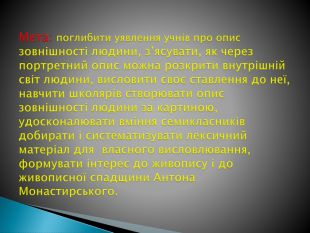 Мета: поглибити уявлення учнів про опис
зовнішності людини, з'ясувати, як через
портретний опис можна розкрити внутрішній
світ людини, висловити своє ставлення до неї,
навчити школярів створювати опис
зовнішності людини за картиною,
удосконалювати вміння семикласників
добирати і систематизувати лексичний
матеріал для власного висловлювання,
формувати інтерес до живопису і до
живописної спадщини Антона
Монастирського.